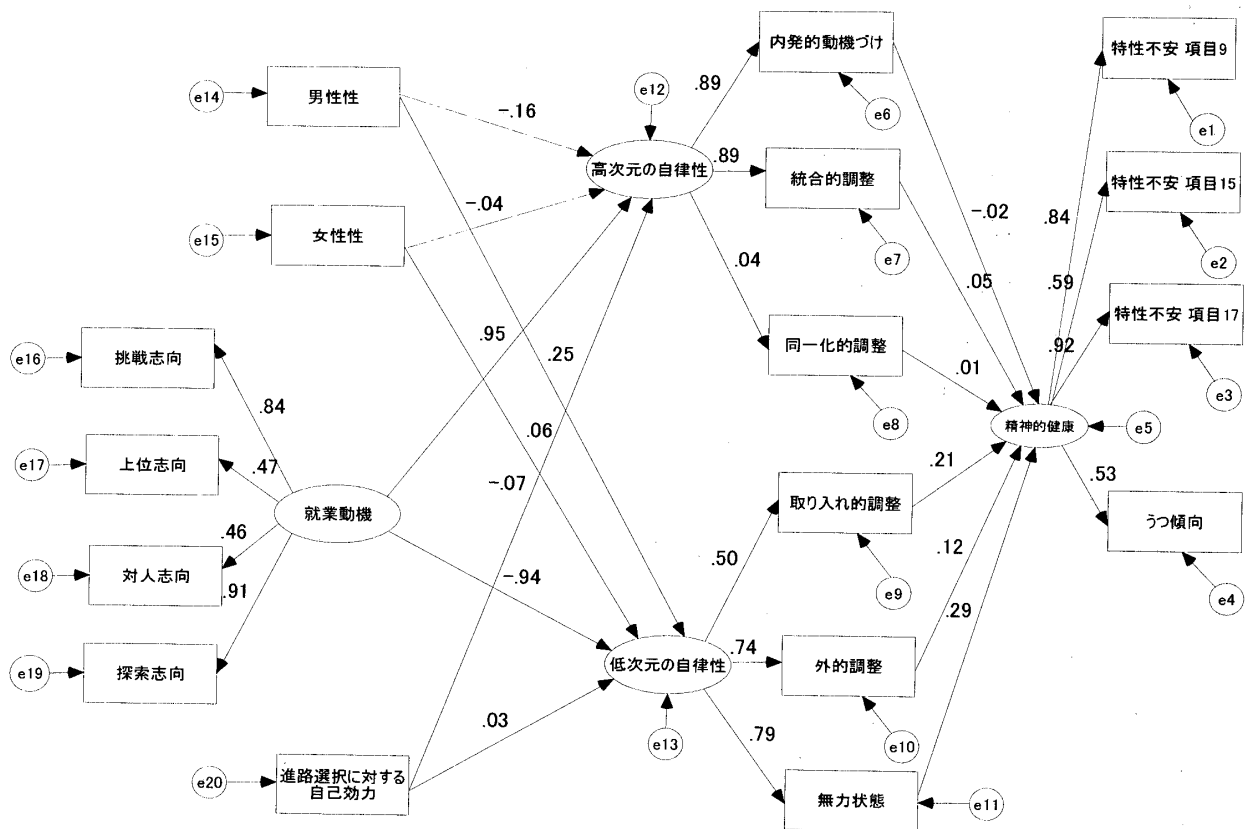 内発的動機づけ
特性不安 項目9
e14
男性性
e12
.89
e6
e1
-.16
高次元の自律性
.89
統合的調整
特性不安 項目15
e15
女性性
-.04
e7
-.02
.84
e2
.04
.05
.59
特性不安 項目17
e16
挑戦志向
.95
.25
同一化的調整
.01
.92
e3
.84
e8
精神的健康
e5
e17
上位志向
.47
.06
-.07
.21
.53
就業動機
取り入れ的調整
うつ傾向
.46
e18
対人志向
.91
-.94
.50
e9
.12
e4
.29
e19
探索志向
低次元の自律性
.74
外的調整
.03
e13
.79
e10
e20
進路選択に対する
自己効力
無力状態
e11